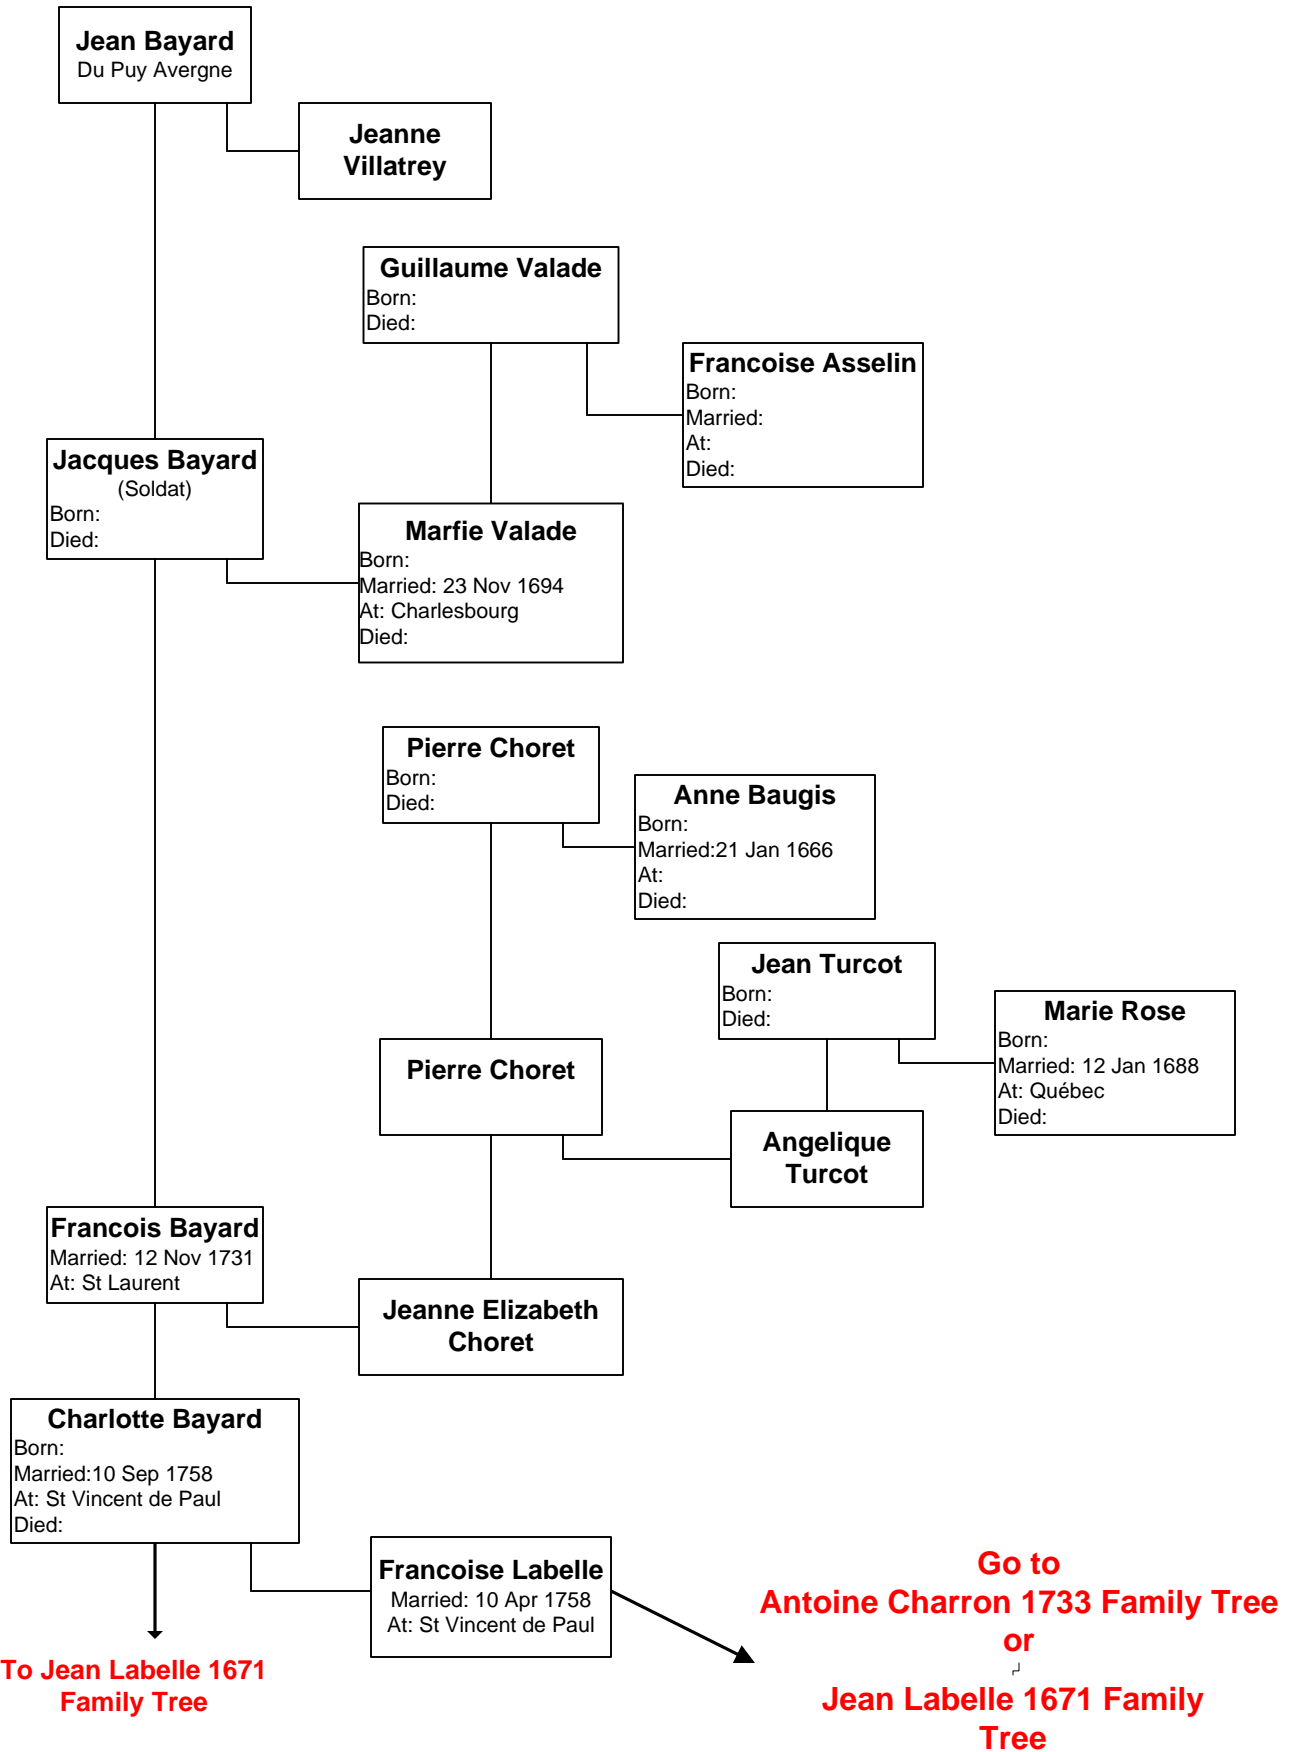 Jean Bayard
Du Puy Avergne
Jeanne
Villatrey
Guillaume Valade
Born:
Died:
Francoise Asselin
Born:
Married:
At:
Died:
Jacques Bayard
(Soldat)
Born:
Died:
Marfie Valade
Born:
Married: 23 Nov 1694
At: Charlesbourg
Died:
Pierre Choret
Born:
Died:
Anne Baugis
Born:
Married:21 Jan 1666
At:
Died:
Jean Turcot
Born:
Died:
Marie Rose
Born:
Married: 12 Jan 1688
At: Québec
Died:
Pierre Choret
Angelique
Turcot
Francois Bayard
Married: 12 Nov 1731
At: St Laurent
Jeanne Elizabeth
Choret
Charlotte Bayard
Born:
Married:10 Sep 1758
At: St Vincent de Paul
Died:
Francoise Labelle
Married: 10 Apr 1758
At: St Vincent de Paul
Go to
Antoine Charron 1733 Family Tree
or
Jean Labelle 1671 Family
Tree
To Jean Labelle 1671
Family Tree